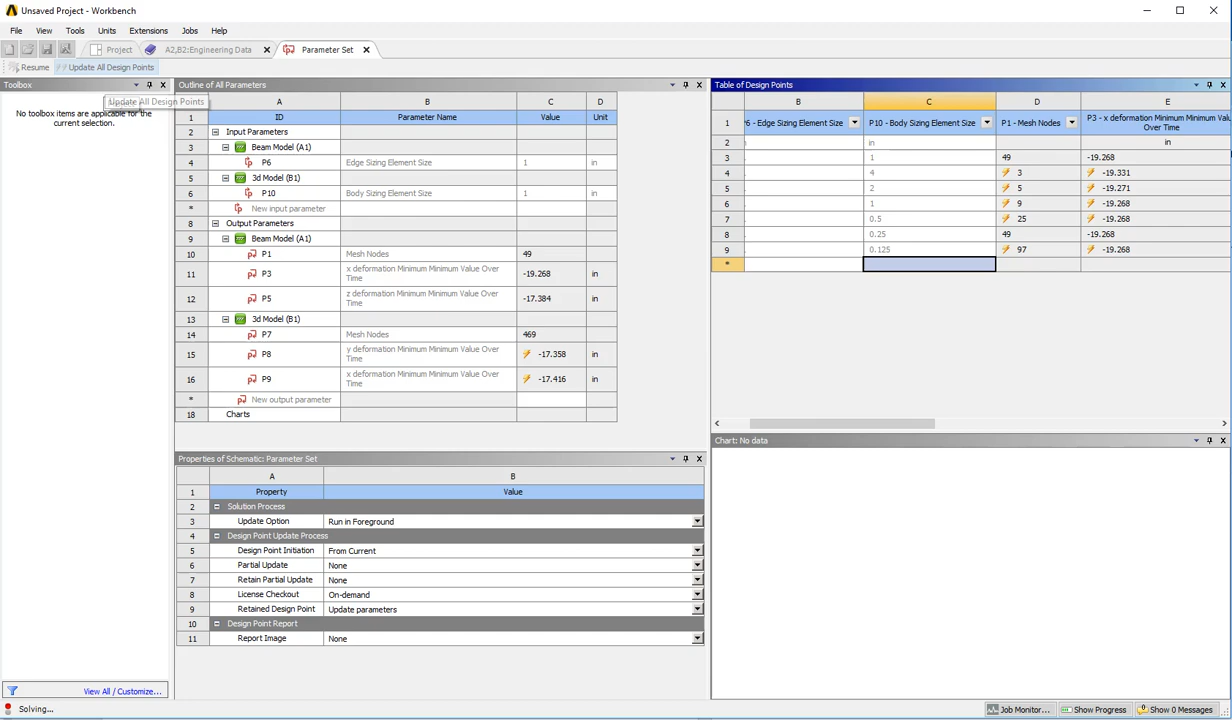 Unsaved Project - Workbench
File View Tools Units Extensions Jobs Help
Project A2,B2:Engineering Data Parameter Set
Resume Update All Design Points
Toolbox
Update All Design Points
No toolbox items are applicable for the
current selection.
View All / Customize...
Outline of All Parameters
A B C D
1 ID Parameter Name Value Unit
2 Input Parameters
3 Beam Model (A1)
4 P6 Edge Sizing Element Size 1 in
5 3d Model (B1)
6 P10 Body Sizing Element Size 1 in
* New input parameter
8 Output Parameters
9 Beam Model (A1)
10 P1 Mesh Nodes 49
11 P3 x deformation Minimum Minimum Value Over
Time -19.268 in
12 P5 z deformation Minimum Minimum Value Over
Time -17.384 in
13 3d Model (B1)
14 P7 Mesh Nodes 469
15 P8 y deformation Minimum Minimum Value Over
Time -17.358 in
16 P9 x deformation Minimum Minimum Value Over
Time -17.416 in
* New output parameter
18 Charts
Properties of Schematic: Parameter Set
A B
1 Property Value
2 Solution Process
3 Update Option Run in Foreground
4 Design Point Update Process
5 Design Point Initiation From Current
6 Partial Update None
7 Retain Partial Update None
8 License Checkout On-demand
9 Retained Design Point Update parameters
10 Design Point Report
11 Report Image None
Table of Design Points
B C D E
1 P6 - Edge Sizing Element Size P10 - Body Sizing Element Size P1 - Mesh Nodes P3 - x deformation Minimum Minimum Valu
Over Time
2 in in
3 1 49 -19.268
4 4 3 -19.331
5 2 5 -19.271
6 1 9 -19.268
7 0.5 25 -19.268
8 0.25 49 -19.268
9 0.125 97 -19.268
*
Chart: No data
Solving... Job Monitor... Show Progress Show 0 Messages